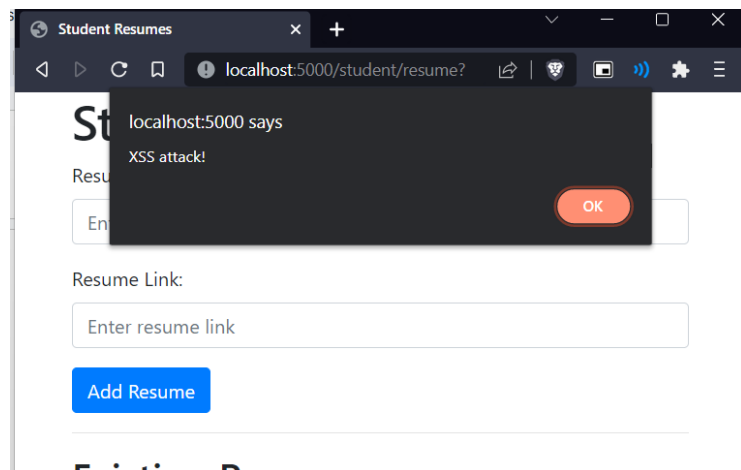 Student Resumes
localhost:5000/student/resume?
localhost:5000 says
XSS attack!
OK
Resume Link:
Enter resume link
Add Resume